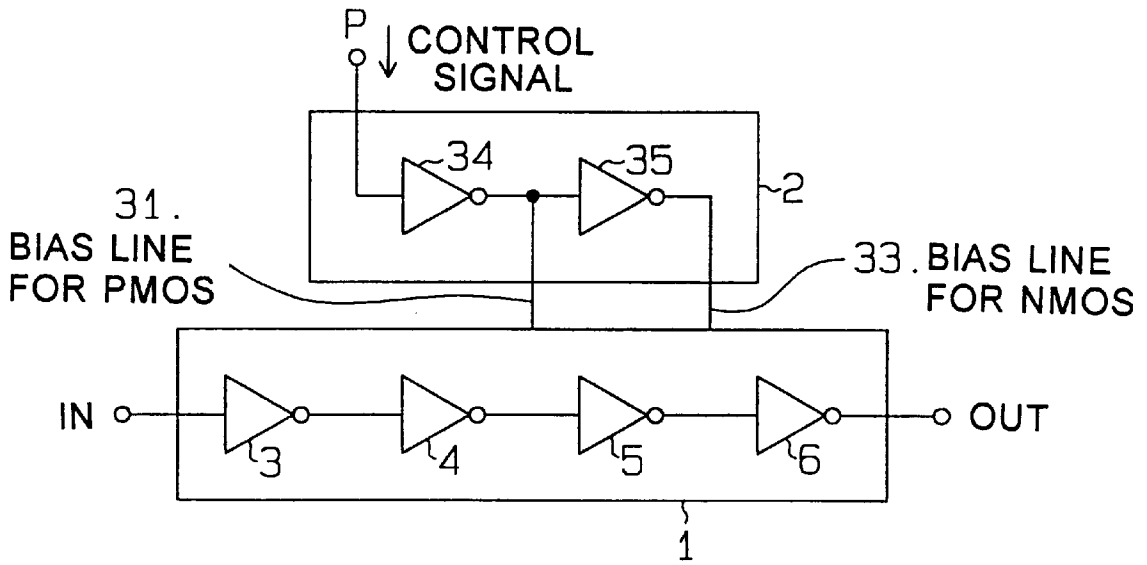 P
CONTROL
SIGNAL
34
35
2
31.
BIAS LINE
FOR PMOS
33. BIAS LINE
FOR NMOS
IN
3
4
5
6
OUT
1